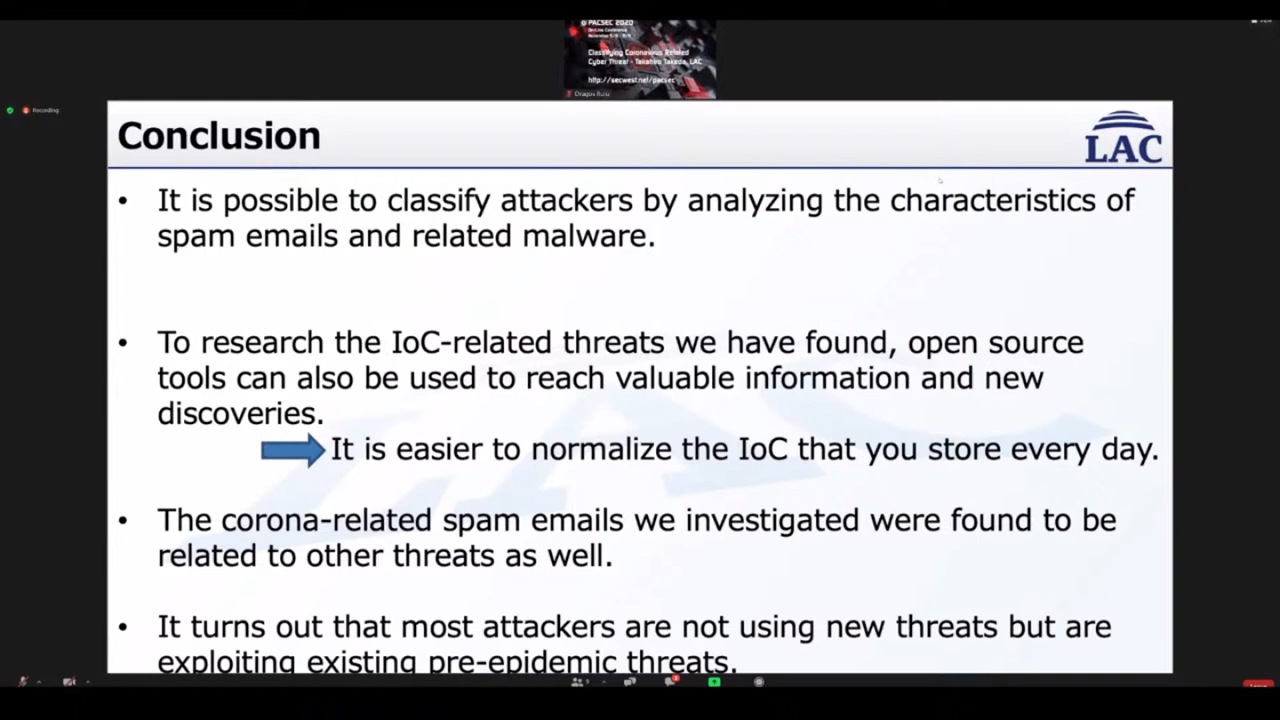 PACSEC 2020
Classifying Coronavirus Related
Cyber Threat - Takahiro Takeda, LAC
http://secwest.net/pacsec
Dragos Ruiu
Recording
Conclusion
LAC
• It is possible to classify attackers by analyzing the characteristics of
spam emails and related malware.
• To research the IoC-related threats we have found, open source
tools can also be used to reach valuable information and new
discoveries.
It is easier to normalize the IoC that you store every day.
• The corona-related spam emails we investigated were found to be
related to other threats as well.
• It turns out that most attackers are not using new threats but are
exploiting existing pre-epidemic threats.